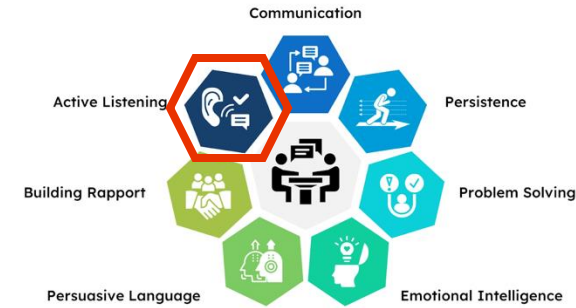 Communication
Active Listening
Persistence
Building Rapport
Problem Solving
Persuasive Language
Emotional Intelligence